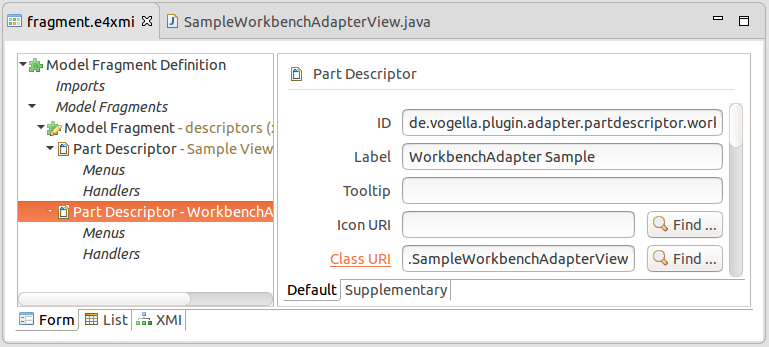 fragment.e4xmi
SampleWorkbenchAdapterView.java
Model Fragment Definition
Imports
Model Fragments
Model Fragment - descriptors (
Part Descriptor - Sample View
Menus
Handlers
Part Descriptor - WorkbenchA
Menus
Handlers
Part Descriptor
ID de.vogella.plugin.adapter.partdescriptor.work
Label WorkbenchAdapter Sample
Tooltip
Icon URI Find ...
Class URI .SampleWorkbenchAdapterView Find ...
Default Supplementary
Form List XMI